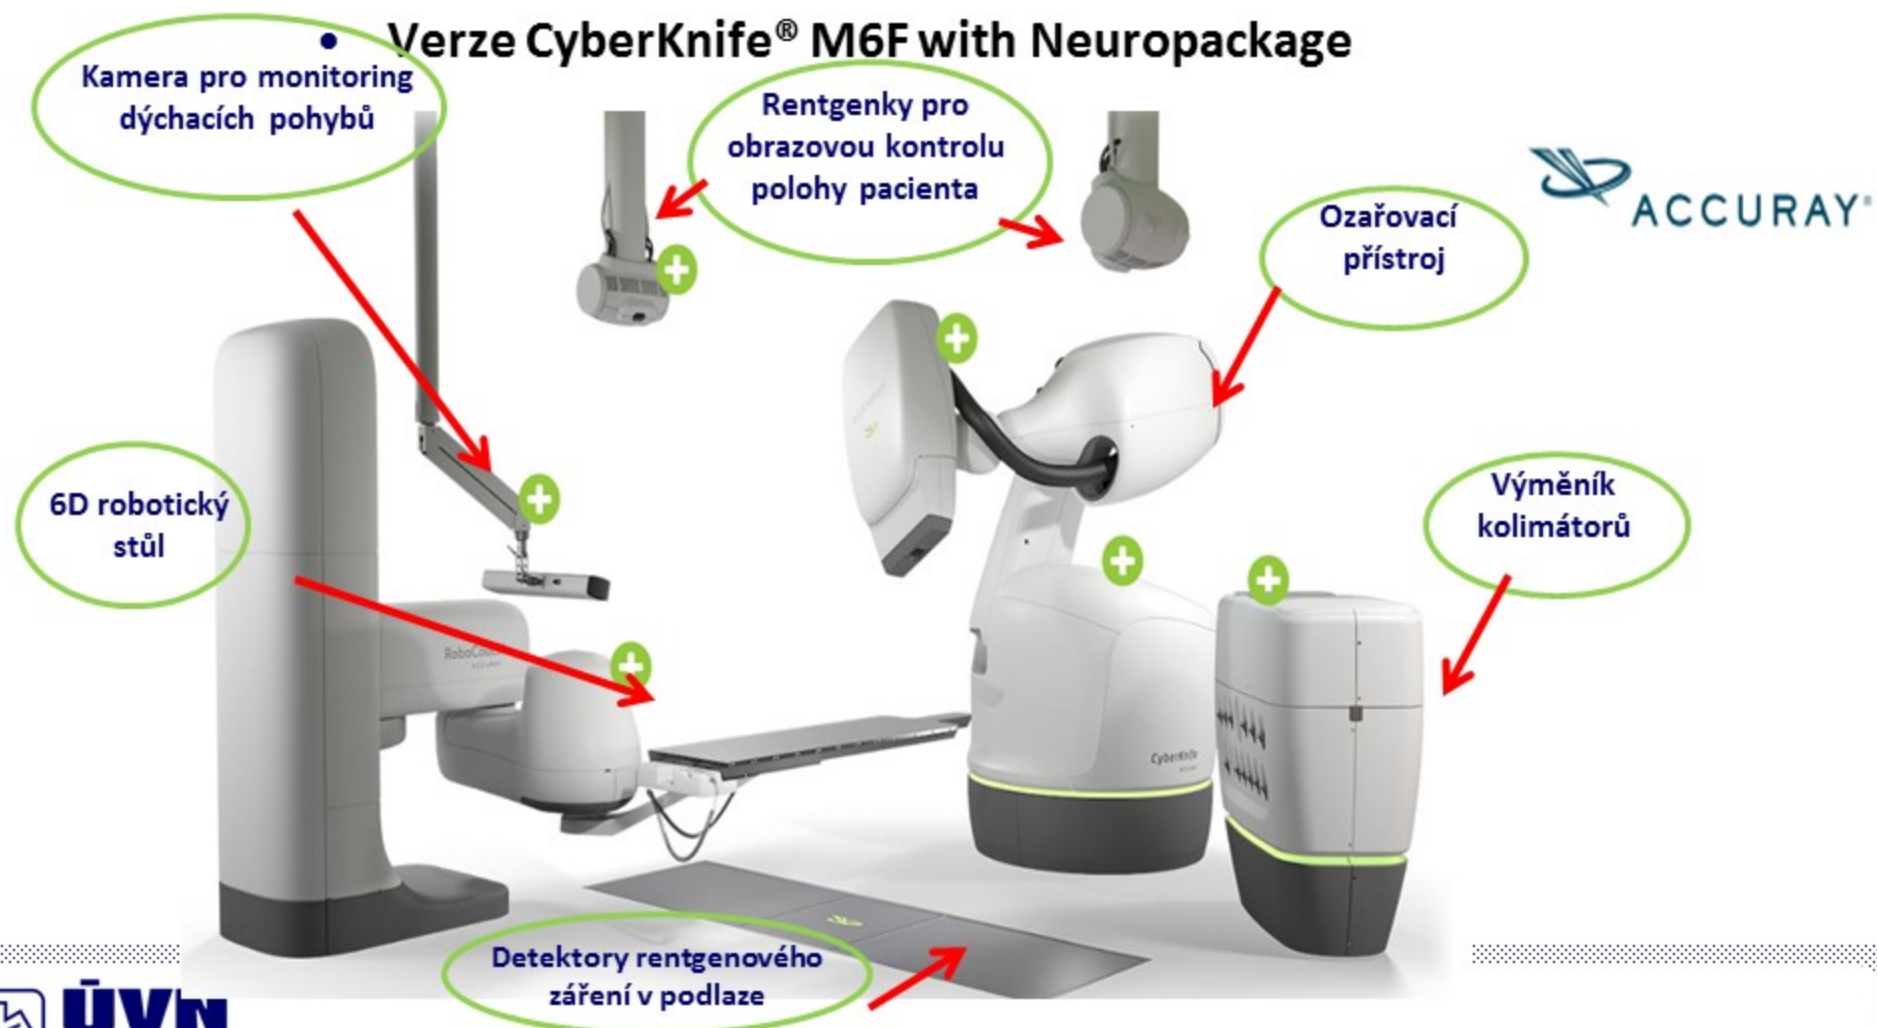 • Verze CyberKnife® M6F with Neuropackage
Kamera pro monitoring
dýchacích pohybů
Rentgenky pro
obrazovou kontrolu
polohy pacienta
Ozařovací
přístroj
ACCURAY®
6D robotický
stůl
Výměník
kolimátorů
CyberKnife
Detektory rentgenového
záření v podlaze
ÚVN